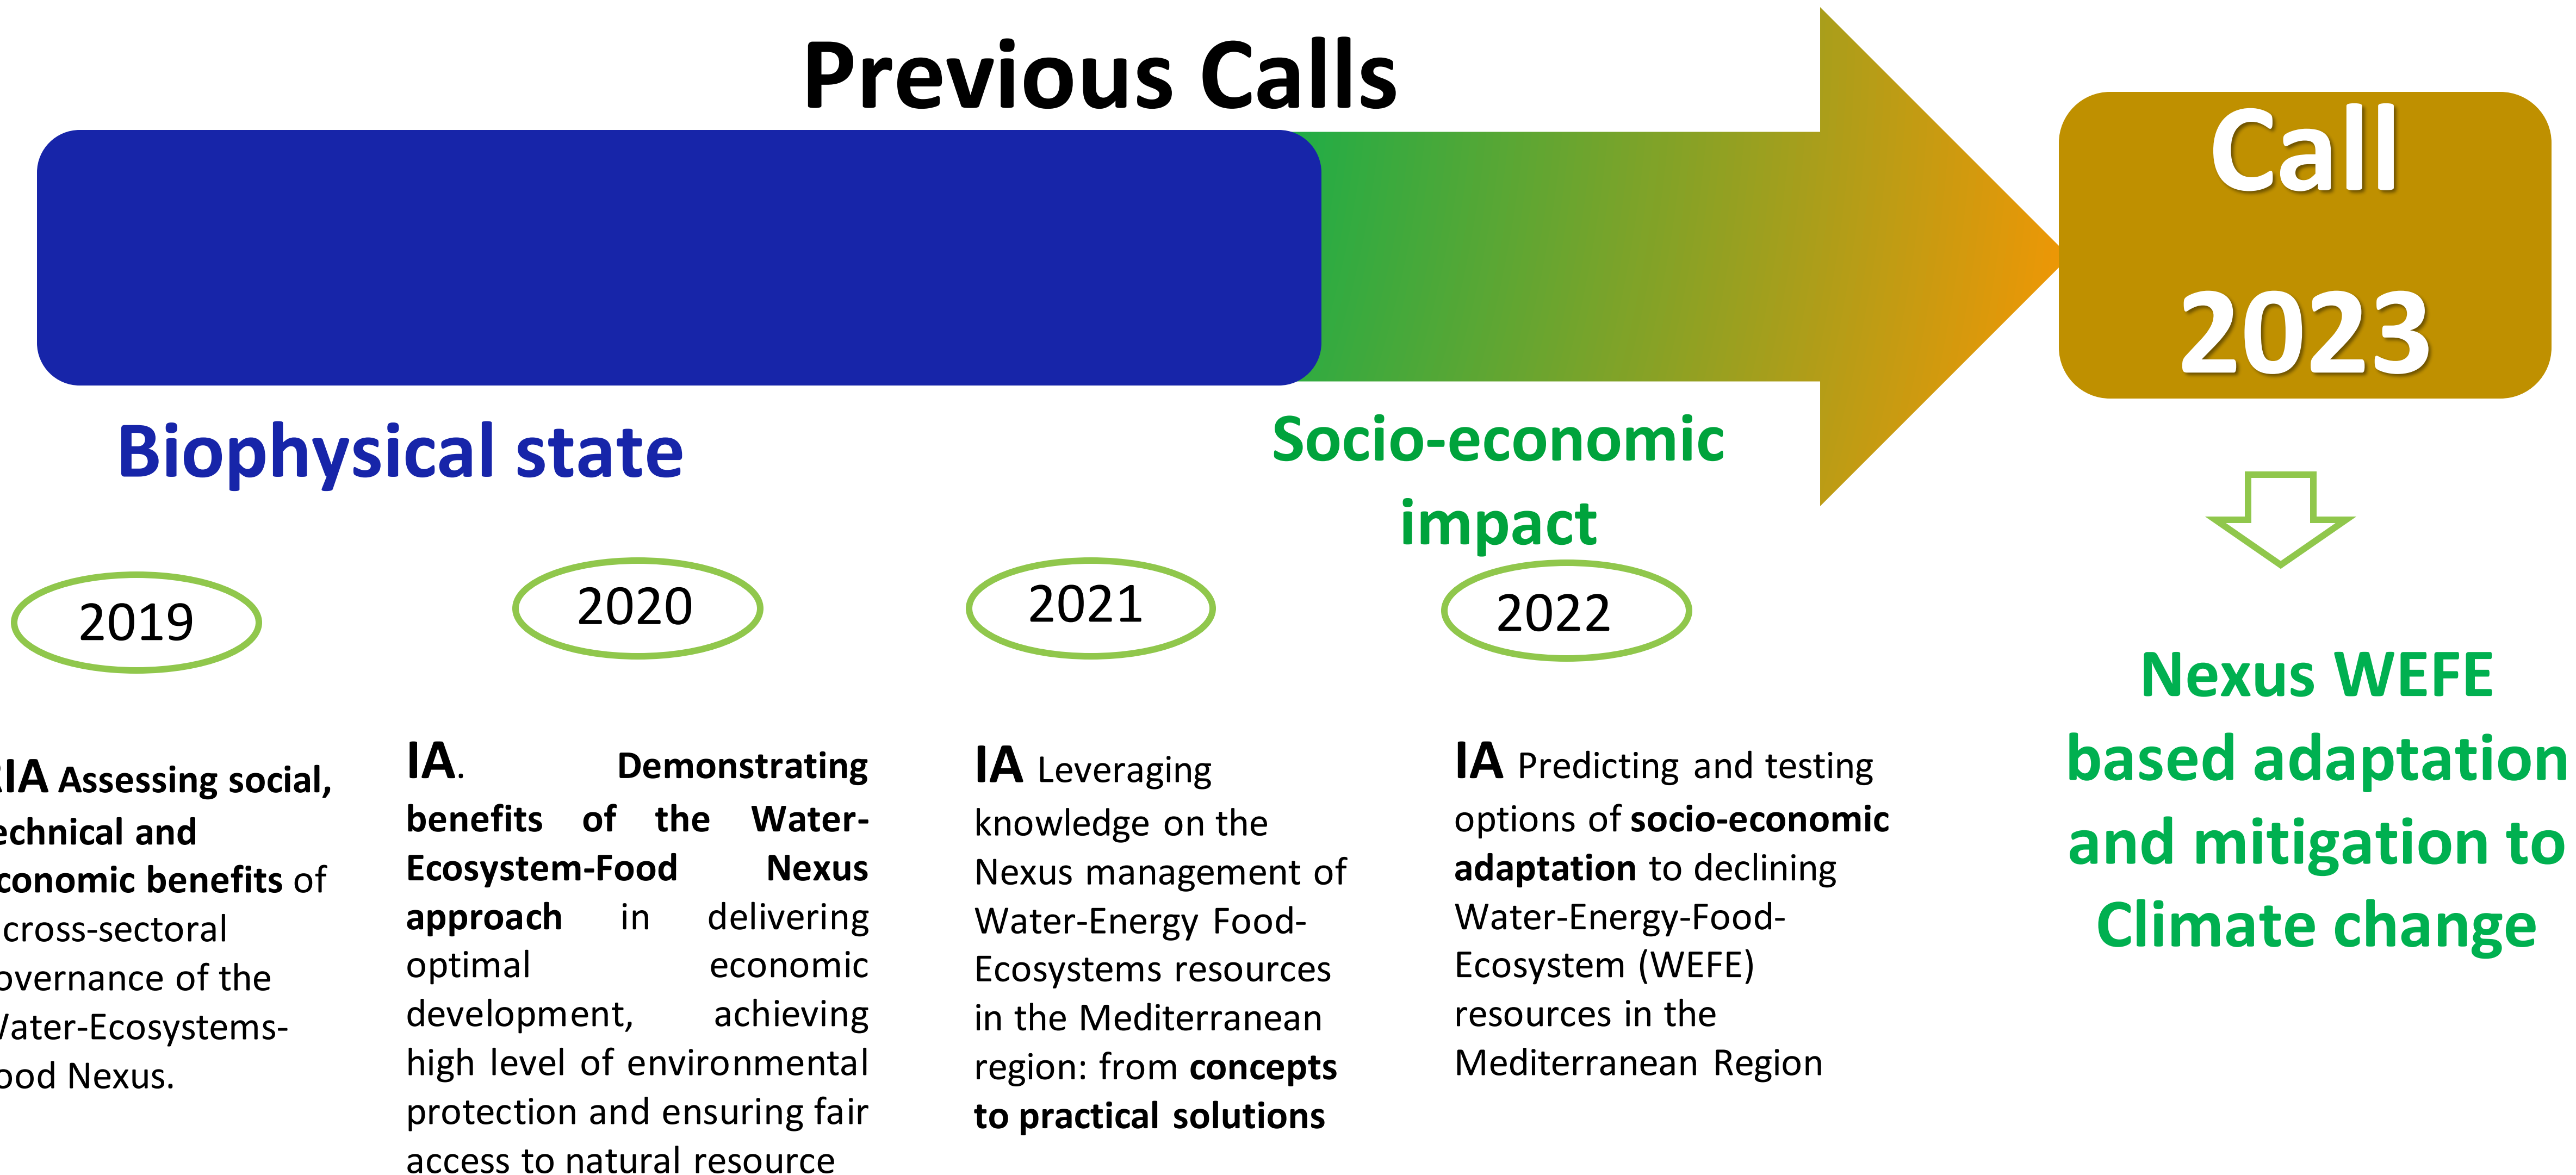 Previous Calls
Call
2023
Biophysical state
Socio-economic
impact
2019
2020
2021
2022
RIA Assessing social,
echnical and
conomic benefits of
cross-sectoral
overnance of the
Water-Ecosystems-
ood Nexus.
IA. Demonstrating
benefits of the Water-
Ecosystem-Food Nexus
approach in delivering
optimal economic
development, achieving
high level of environmental
protection and ensuring fair
access to natural resource
IA Leveraging
knowledge on the
Nexus management of
Water-Energy Food-
Ecosystems resources
in the Mediterranean
region: from concepts
to practical solutions
IA Predicting and testing
options of socio-economic
adaptation to declining
Water-Energy-Food-
Ecosystem (WEFE)
resources in the
Mediterranean Region
Nexus WEFE
based adaptation
and mitigation to
Climate change